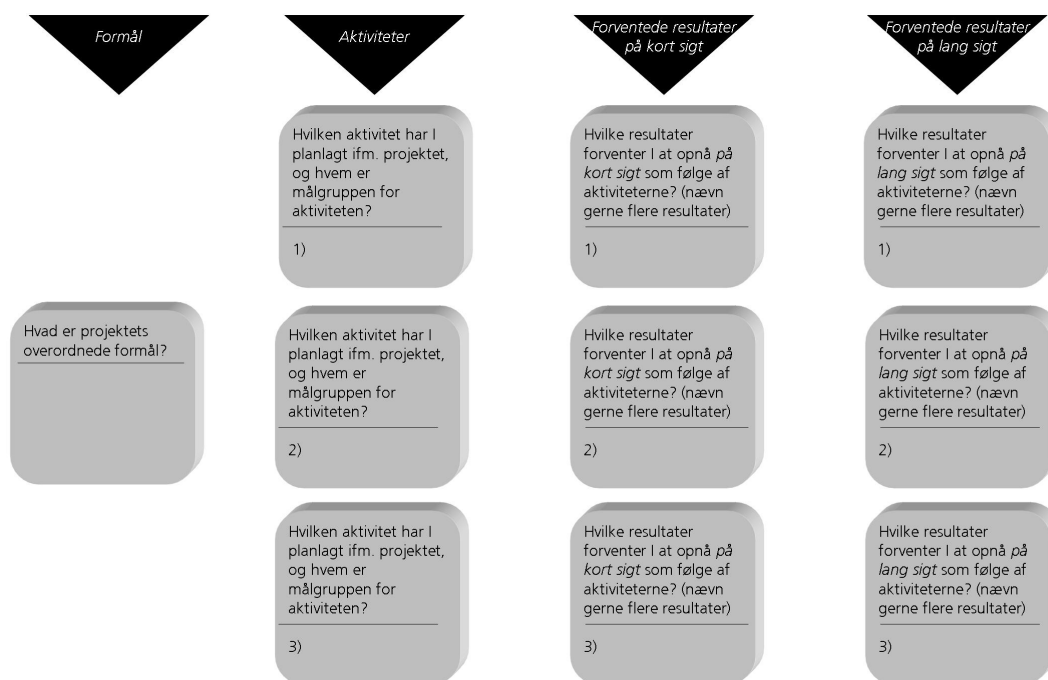 Formål
Aktiviteter
Forventede resultater
på kort sigt
Forventede resultater
på lang sigt
Hvilken aktivitet har I
planlagt ifm. projektet,
og hvem er
målgruppen for
aktiviteten?
1)
Hvilke resultater
forventer I at opnå på
kort sigt som følge af
aktiviteterne? (nævn
gerne flere resultater)
1)
Hvilke resultater
forventer I at opnå på
lang sigt som følge af
aktiviteterne? (nævn
gerne flere resultater)
1)
Hvad er projektets
overordnede formål?
Hvilken aktivitet har I
planlagt ifm. projektet,
og hvem er
målgruppen for
aktiviteten?
2)
Hvilke resultater
forventer I at opnå på
kort sigt som følge af
aktiviteterne? (nævn
gerne flere resultater)
2)
Hvilke resultater
forventer I at opnå på
lang sigt som følge af
aktiviteterne? (nævn
gerne flere resultater)
2)
Hvilken aktivitet har I
planlagt ifm. projektet,
og hvem er
målgruppen for
aktiviteten?
3)
Hvilke resultater
forventer I at opnå på
kort sigt som følge af
aktiviteterne? (nævn
gerne flere resultater)
3)
Hvilke resultater
forventer I at opnå på
lang sigt som følge af
aktiviteterne? (nævn
gerne flere resultater)
3)